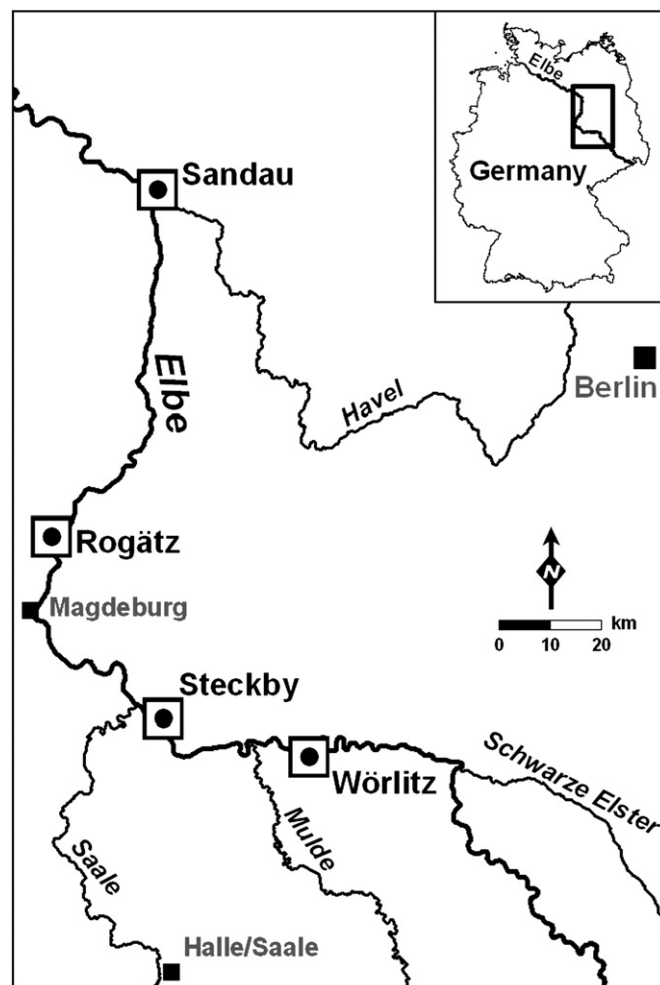 Elbe
Germany
Sandau
Berlin
Elbe
Havel
Rogätz
N
Magdeburg
km
0 10 20
Steckby
Wörlitz
Schwarze Elster
Saale
Mulde
Halle/Saale